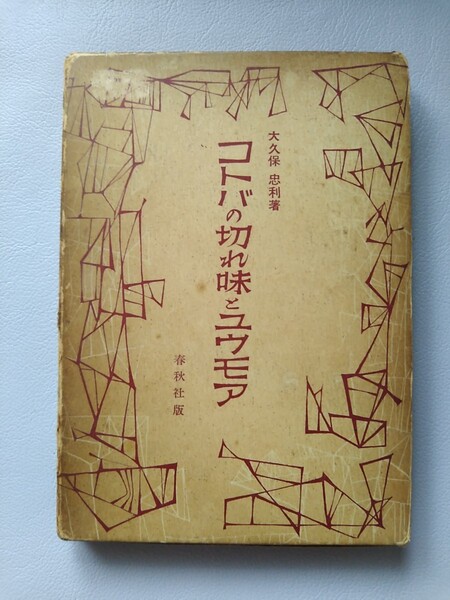 大久保 忠利著
コトバの切れ味とユウモア
春秋社版